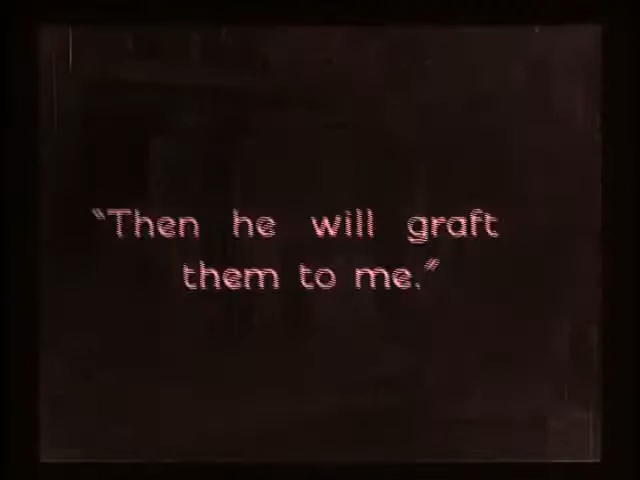 “Then he will graft
them to me.”